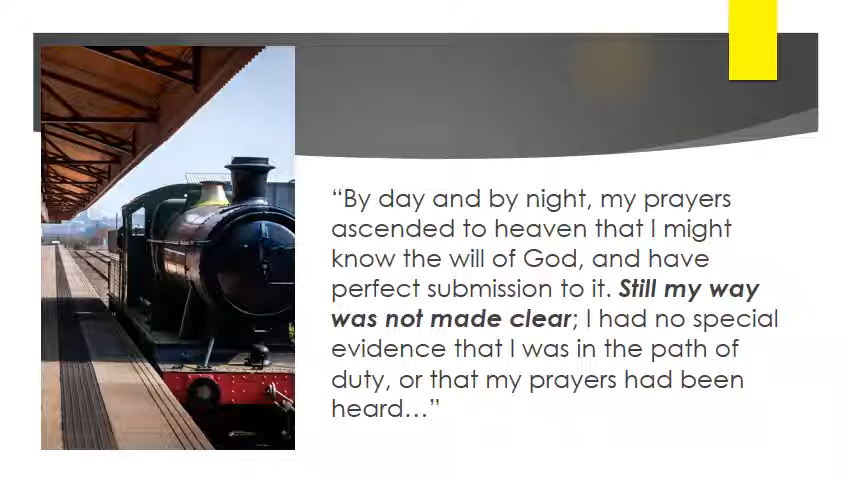 “By day and by night, my prayers
ascended to heaven that I might
know the will of God, and have
perfect submission to it. Still my way
was not made clear; I had no special
evidence that I was in the path of
duty, or that my prayers had been
heard…”